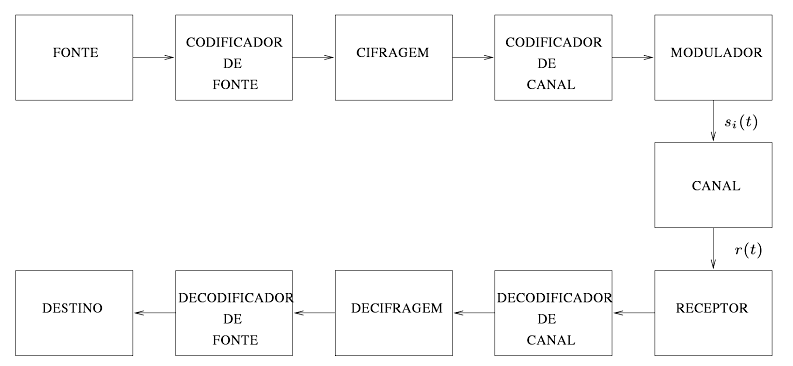 FONTE
CODIFICADOR
DE
FONTE
CIFRAGEM
CODIFICADOR
DE
CANAL
MODULADOR
s_i(t)
CANAL
r(t)
DESTINO
DECODIFICADOR
DE
FONTE
DECIFRAGEM
DECODIFICADOR
DE
CANAL
RECEPTOR